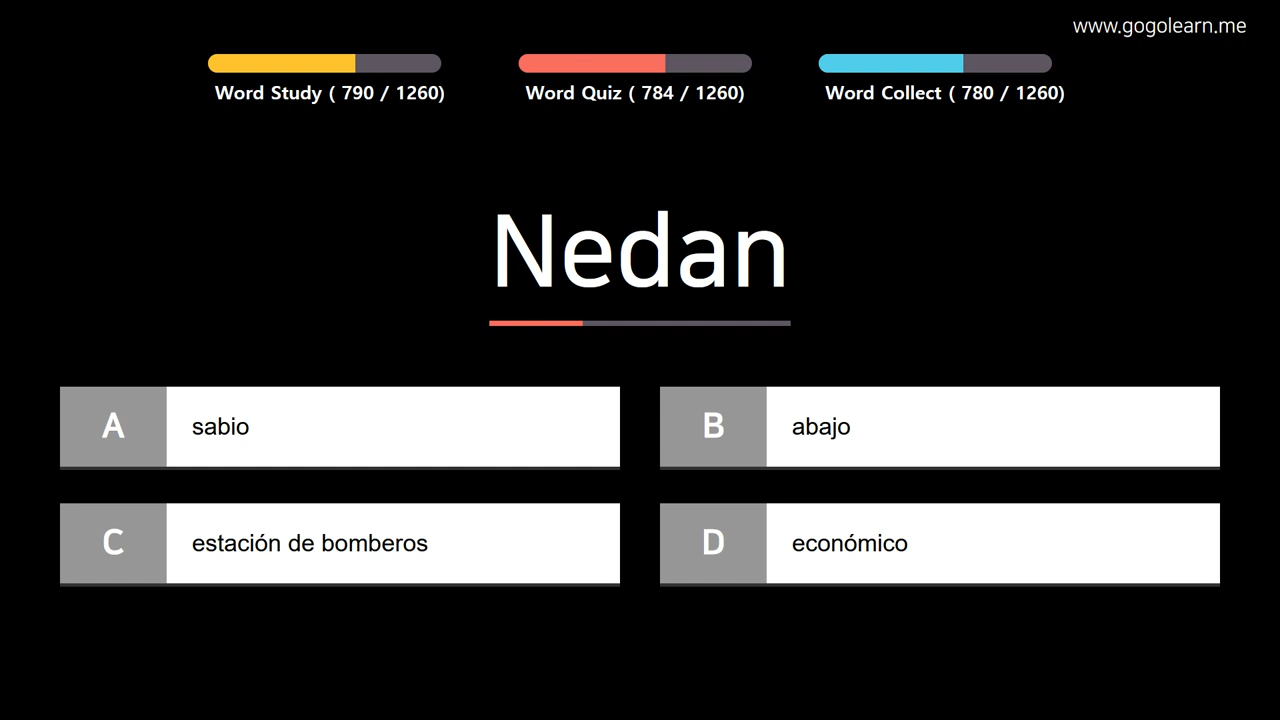 www.gogolearn.me
Word Study ( 790 / 1260)
Word Quiz ( 784 / 1260)
Word Collect ( 780 / 1260)
Nedan
A
sabio
B
abajo
C
estación de bomberos
D
económico